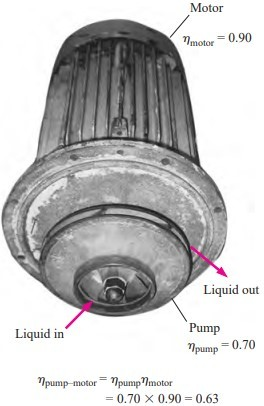 Motor
ηmotor = 0.90
Liquid out
Liquid in
Pump
ηpump = 0.70
ηpump–motor = ηpumpηmotor
= 0.70 × 0.90 = 0.63